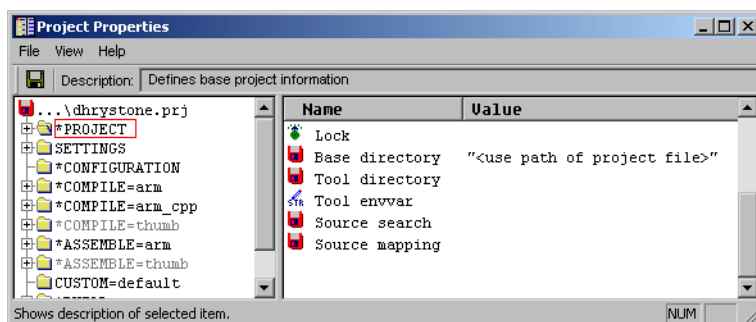 Project Properties
File View Help
Description: Defines base project information
...\dhrystone.prj
*PROJECT
SETTINGS
*CONFIGURATION
*COMPILE=arm
*COMPILE=arm_cpp
*COMPILE=thumb
*ASSEMBLE=arm
*ASSEMBLE=thumb
CUSTOM=default
Name Value
Lock
Base directory "<use path of project file>"
Tool directory
STR Tool envvar
Source search
Source mapping
Shows description of selected item.
NUM